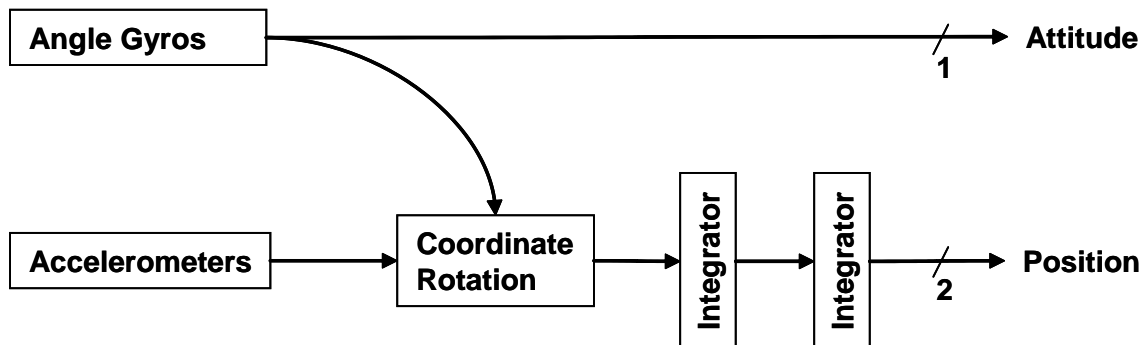 Angle Gyros
Attitude
1
Accelerometers
Coordinate
Rotation
Integrator
Integrator
Position
2